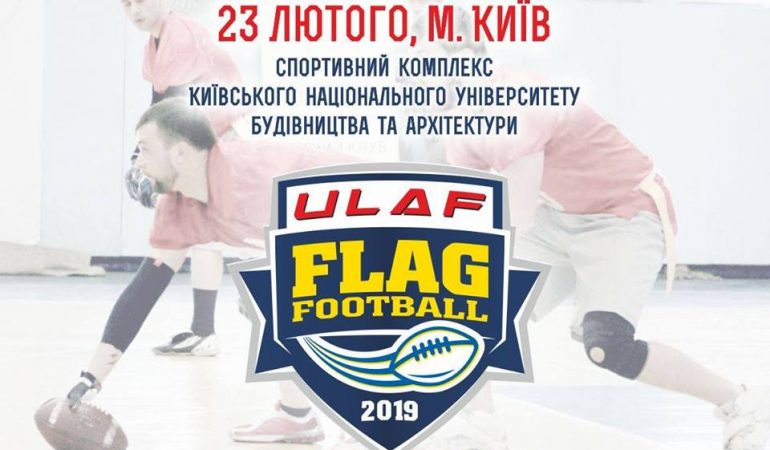 23 ЛЮТОГО, М. КИЇВ
СПОРТИВНИЙ КОМПЛЕКС
КИЇВСЬКОГО НАЦІОНАЛЬНОГО УНІВЕРСИТЕТУ
БУДІВНИЦТВА ТА АРХІТЕКТУРИ
ULAF
FLAG
FOOTBALL
2019